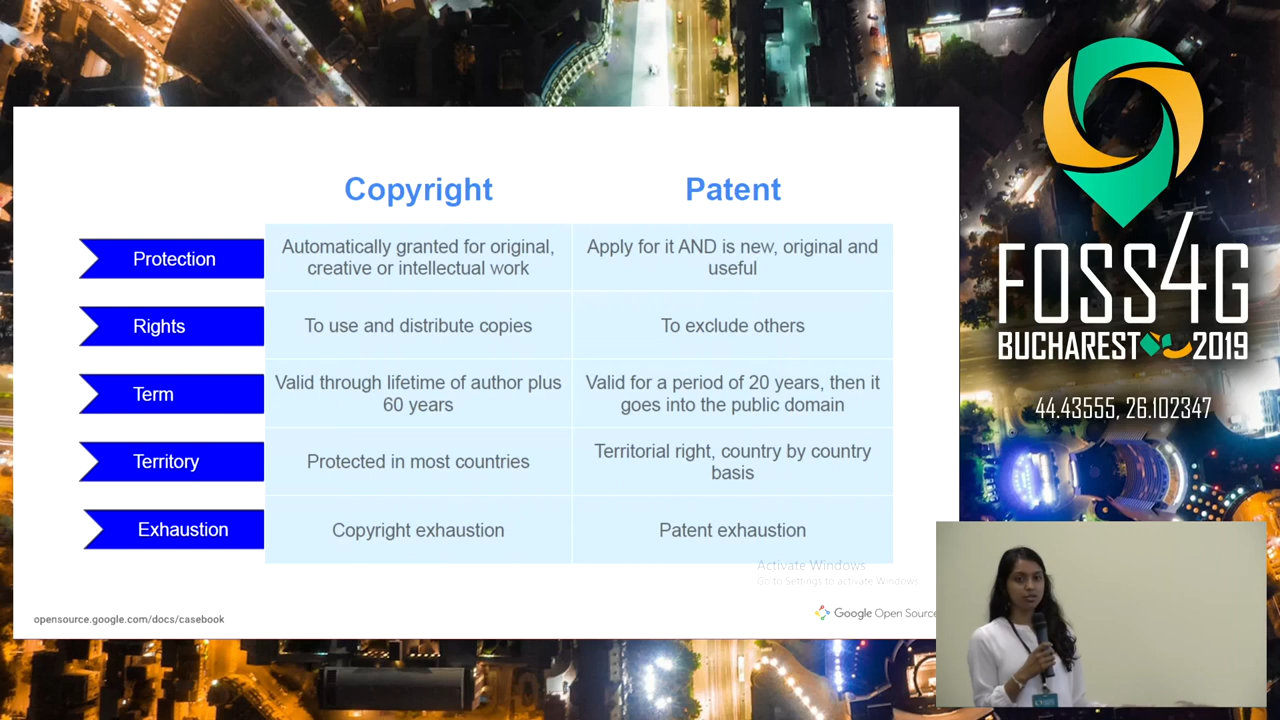 Copyright
Patent
Protection
Automatically granted for original,
creative or intellectual work
Apply for it AND is new, original and
useful
Rights
To use and distribute copies
To exclude others
Term
Valid through lifetime of author plus
60 years
Valid for a period of 20 years, then it
goes into the public domain
Territory
Protected in most countries
Territorial right, country by country
basis
Exhaustion
Copyright exhaustion
Patent exhaustion
Activate Windows
Go to Settings to activate Windows.
opensource.google.com/docs/casebook
Google Open Source
FOSS4G
BUCHAREST 2019
44.43555, 26.102347